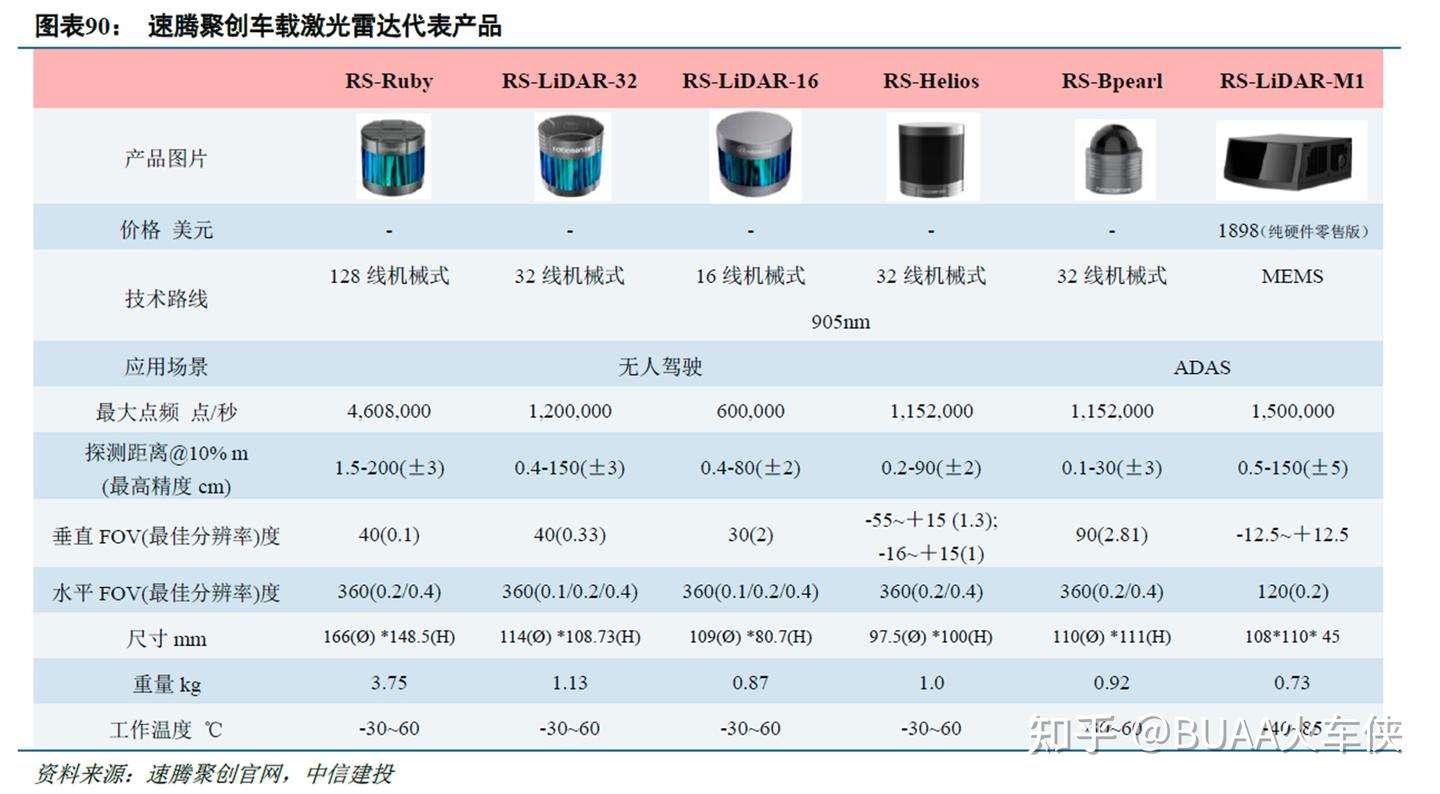 图表90： 速腾聚创车载激光雷达代表产品
RS-Ruby RS-LiDAR-32 RS-LiDAR-16 RS-Helios RS-Bpearl RS-LiDAR-M1
产品图片
价格 美元 - - - - - 1898（纯硬件零售版）
技术路线 128 线机械式 32 线机械式 16 线机械式 32 线机械式 32 线机械式 MEMS
905nm
应用场景 无人驾驶 ADAS
最大点频 点/秒 4,608,000 1,200,000 600,000 1,152,000 1,152,000 1,500,000
探测距离@10% m
(最高精度 cm) 1.5-200(±3) 0.4-150(±3) 0.4-80(±2) 0.2-90(±2) 0.1-30(±3) 0.5-150(±5)
垂直 FOV(最佳分辨率)度 40(0.1) 40(0.33) 30(2) -55~＋15 (1.3); 90(2.81) -12.5~＋12.5
-16~＋15(1)
水平 FOV(最佳分辨率)度 360(0.2/0.4) 360(0.1/0.2/0.4) 360(0.1/0.2/0.4) 360(0.2/0.4) 360(0.2/0.4) 120(0.2)
尺寸 mm 166(Ø) *148.5(H) 114(Ø) *108.73(H) 109(Ø) *80.7(H) 97.5(Ø) *100(H) 110(Ø) *111(H) 108*110* 45
重量 kg 3.75 1.13 0.87 1.0 0.92 0.73
工作温度 ℃ -30~60 -30~60 -30~60 -30~60 -30~60 -40~85
知乎 @BUAA火车侠
资料来源：速腾聚创官网，中信建投